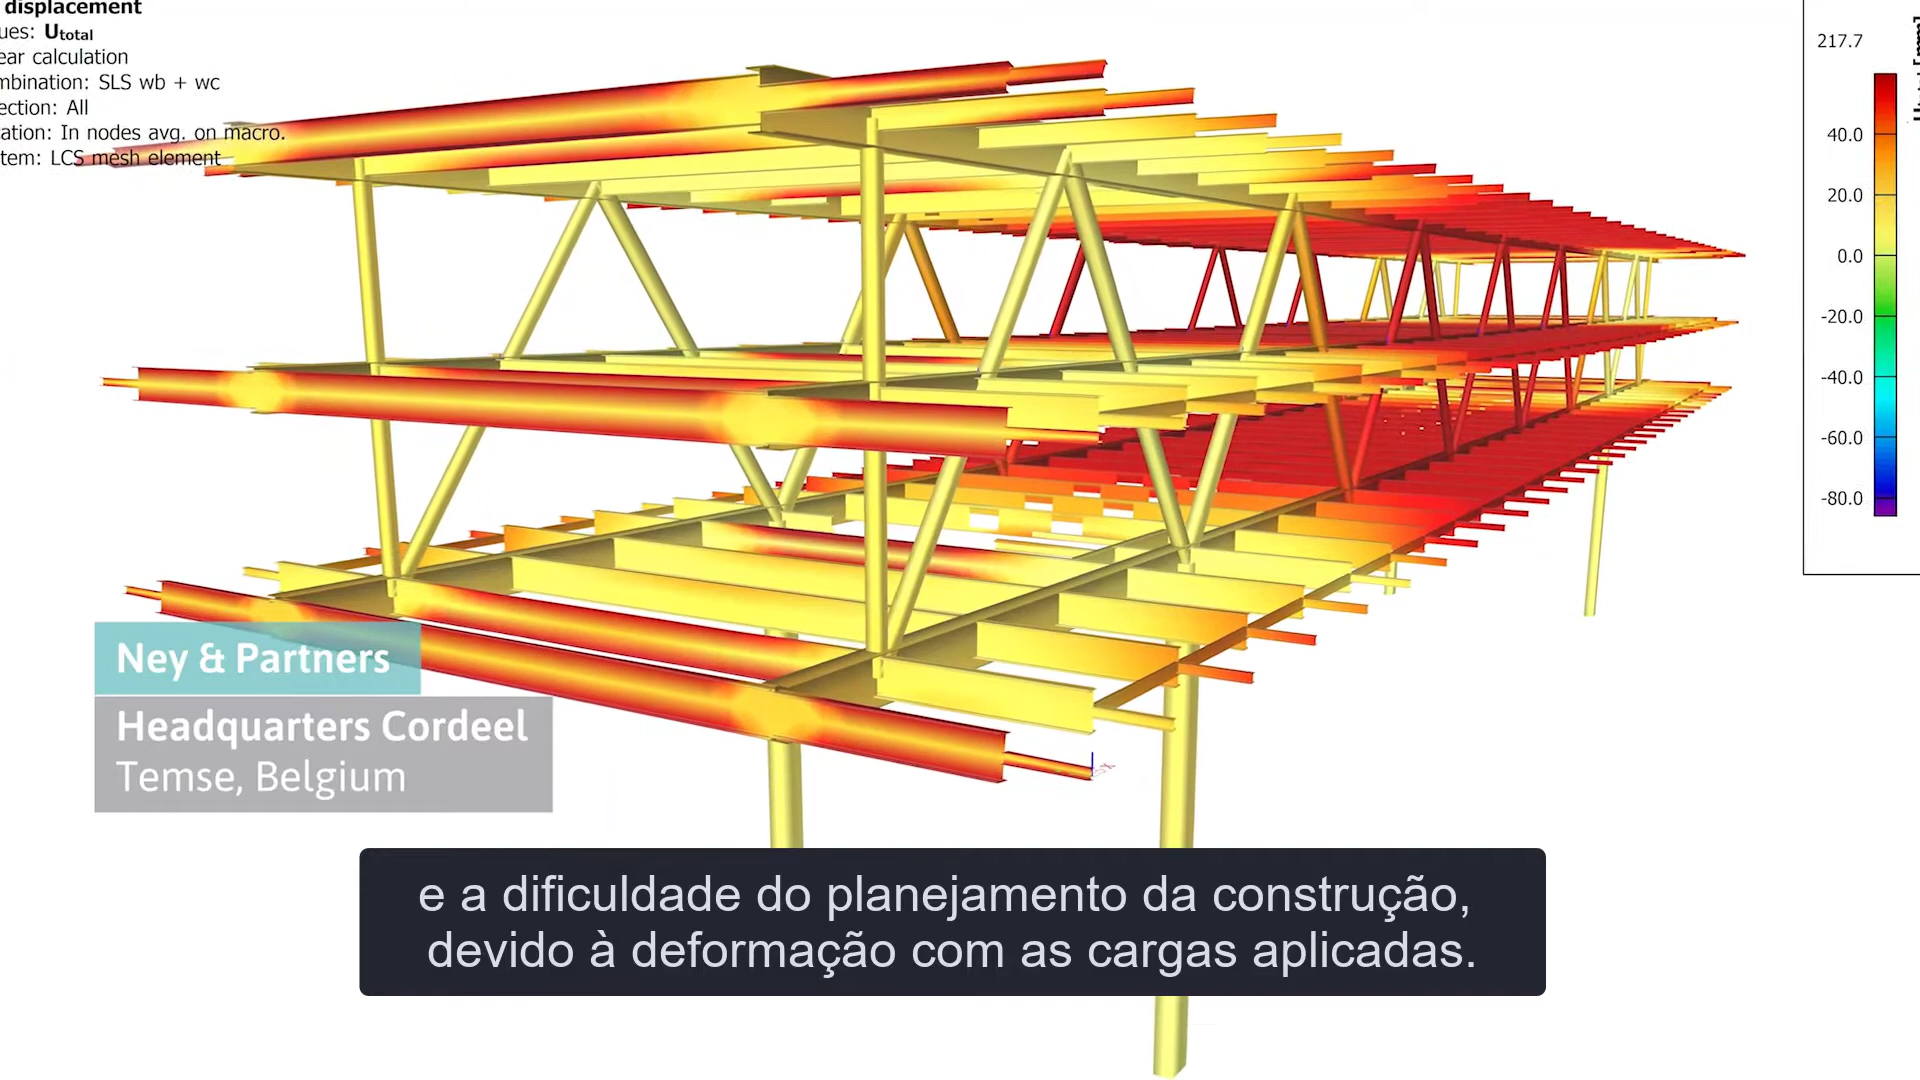 displacement
ues: Utotal
ear calculation
mbination: SLS wb + wc
ection: All
ation: In nodes avg. on macro.
tem: LCS mesh element
217.7
40.0
20.0
0.0
-20.0
-40.0
-60.0
-80.0
Ney & Partners
Headquarters Cordeel
Temse, Belgium
e a dificuldade do planejamento da construção,
devido à deformação com as cargas aplicadas.